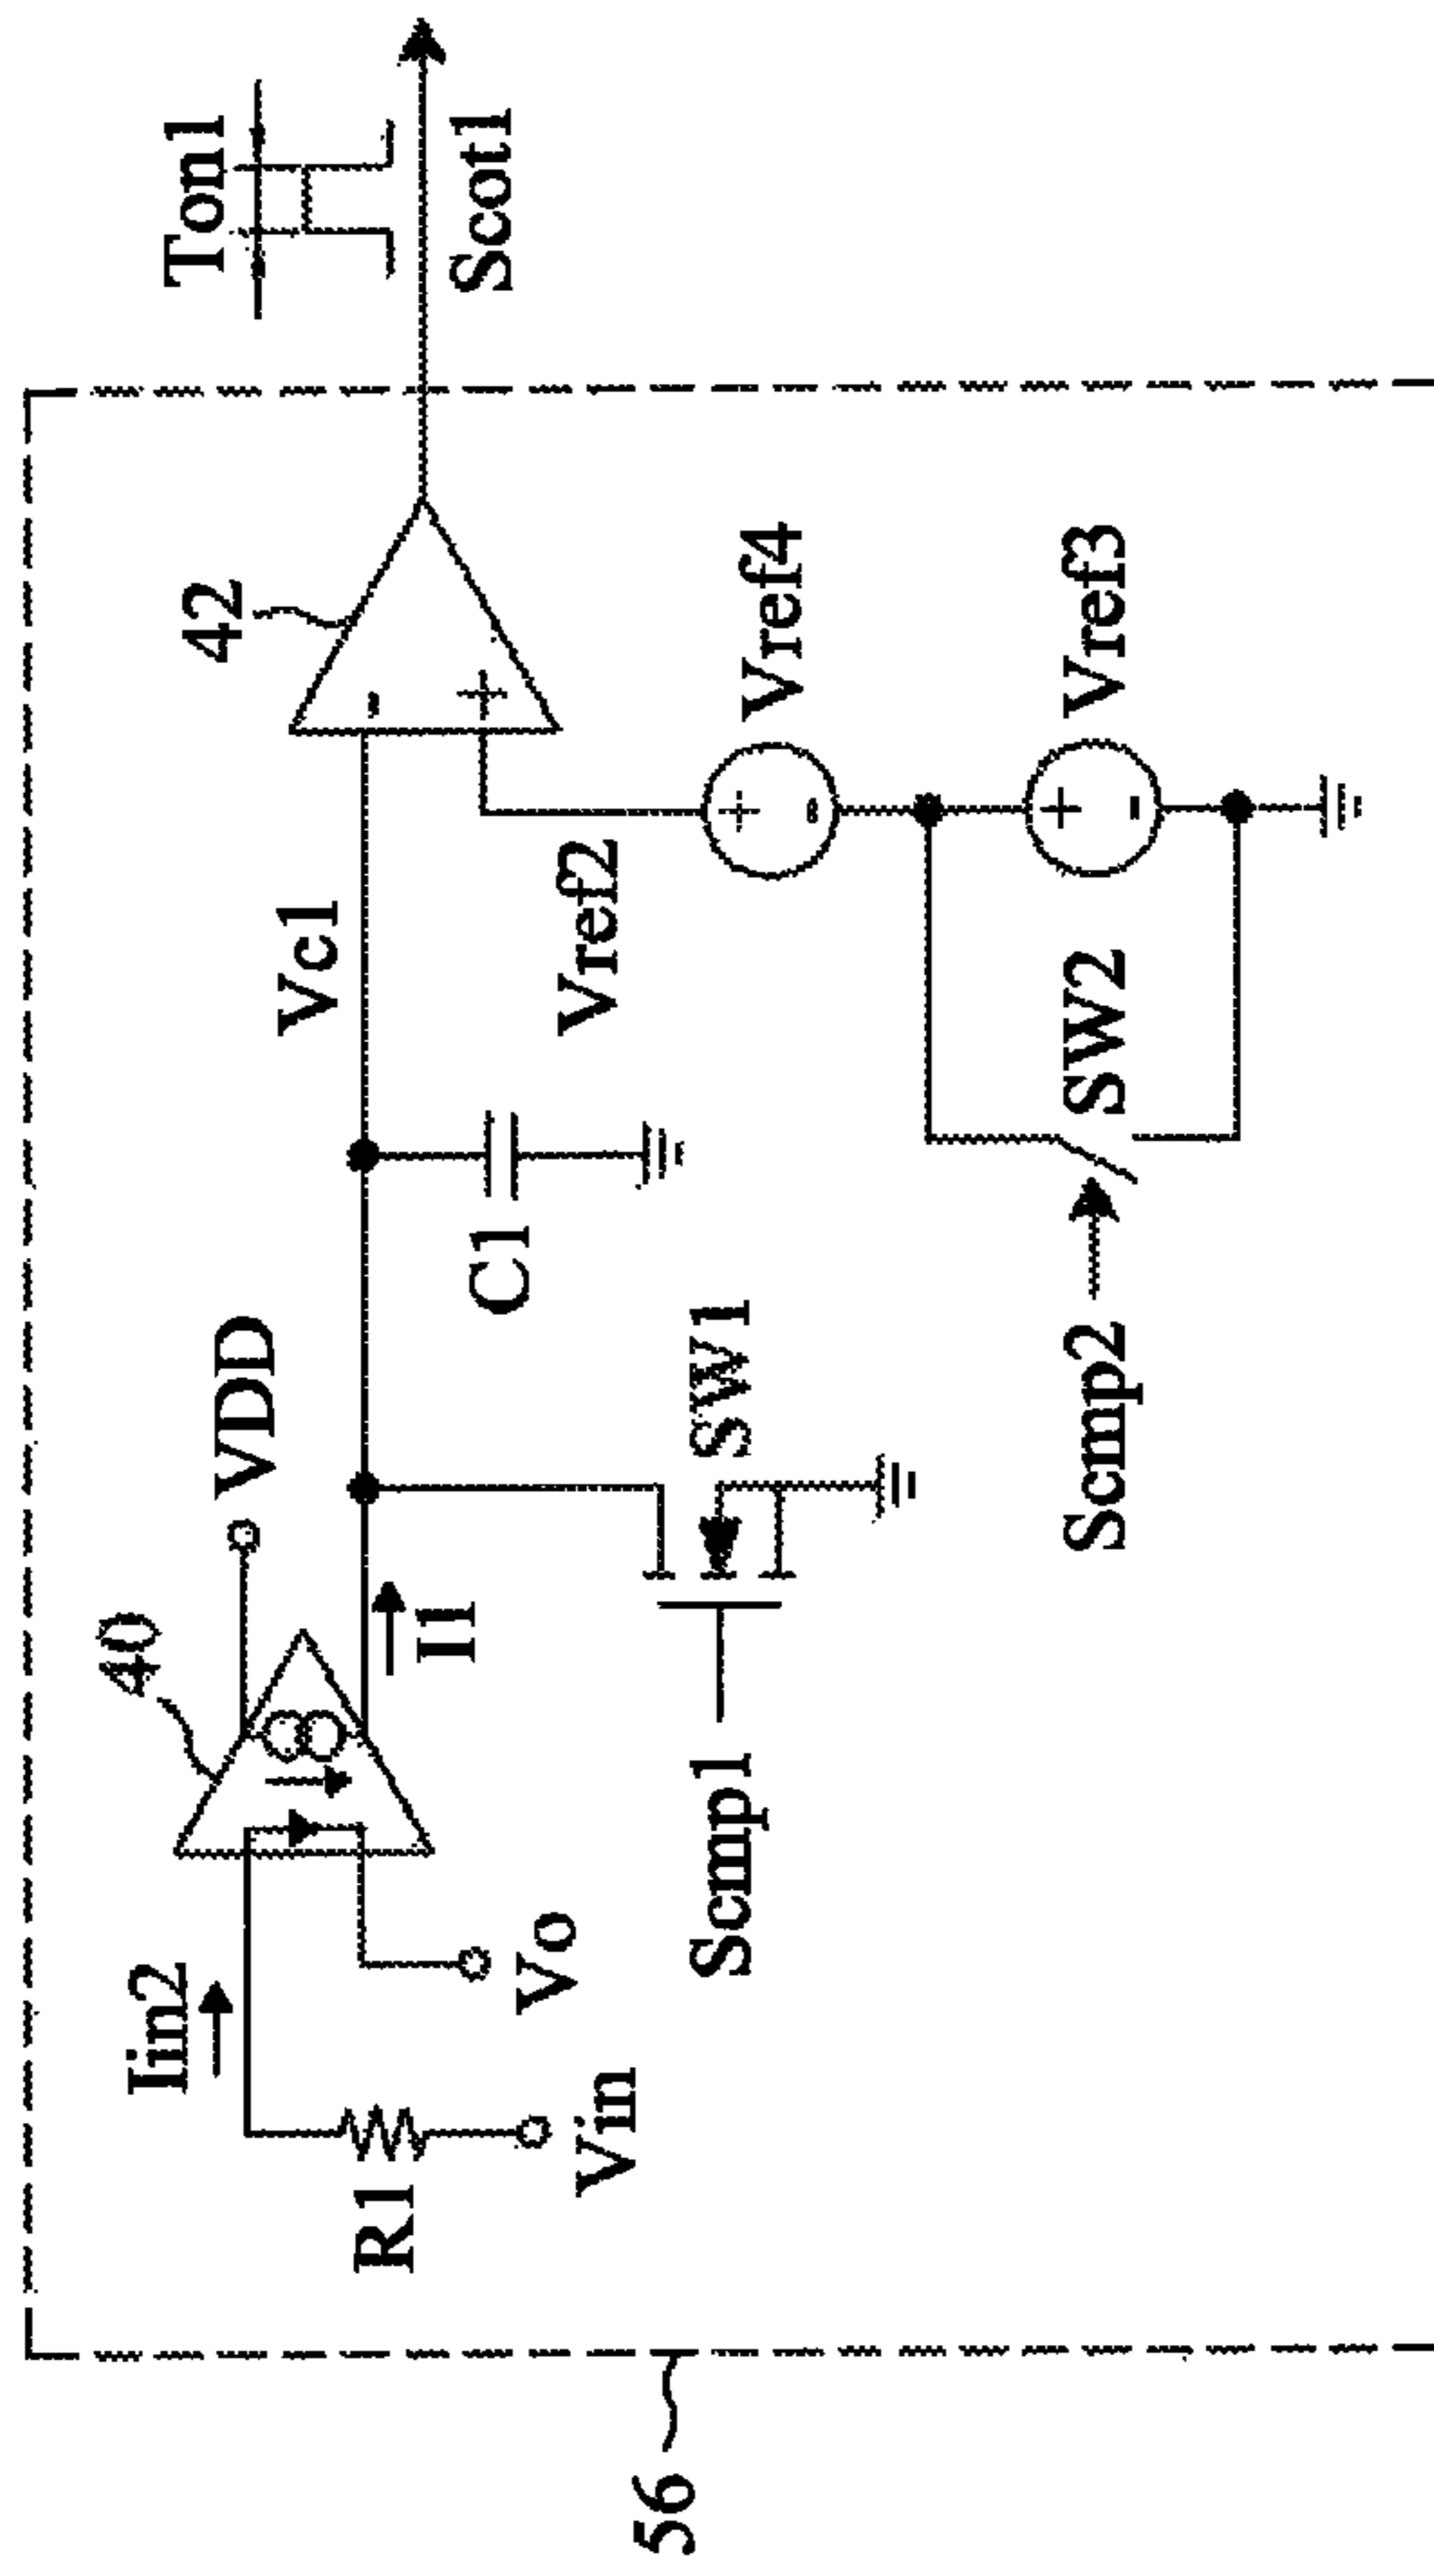 Ton1
Scot1
42
Vc1
Vref2
Vref4
Vref3
SW2
Scmp2
C1
VDD
40
I1
SW1
Scmp1
Iin2
Vo
Vin
R1
56
-
+
+
-
+
-